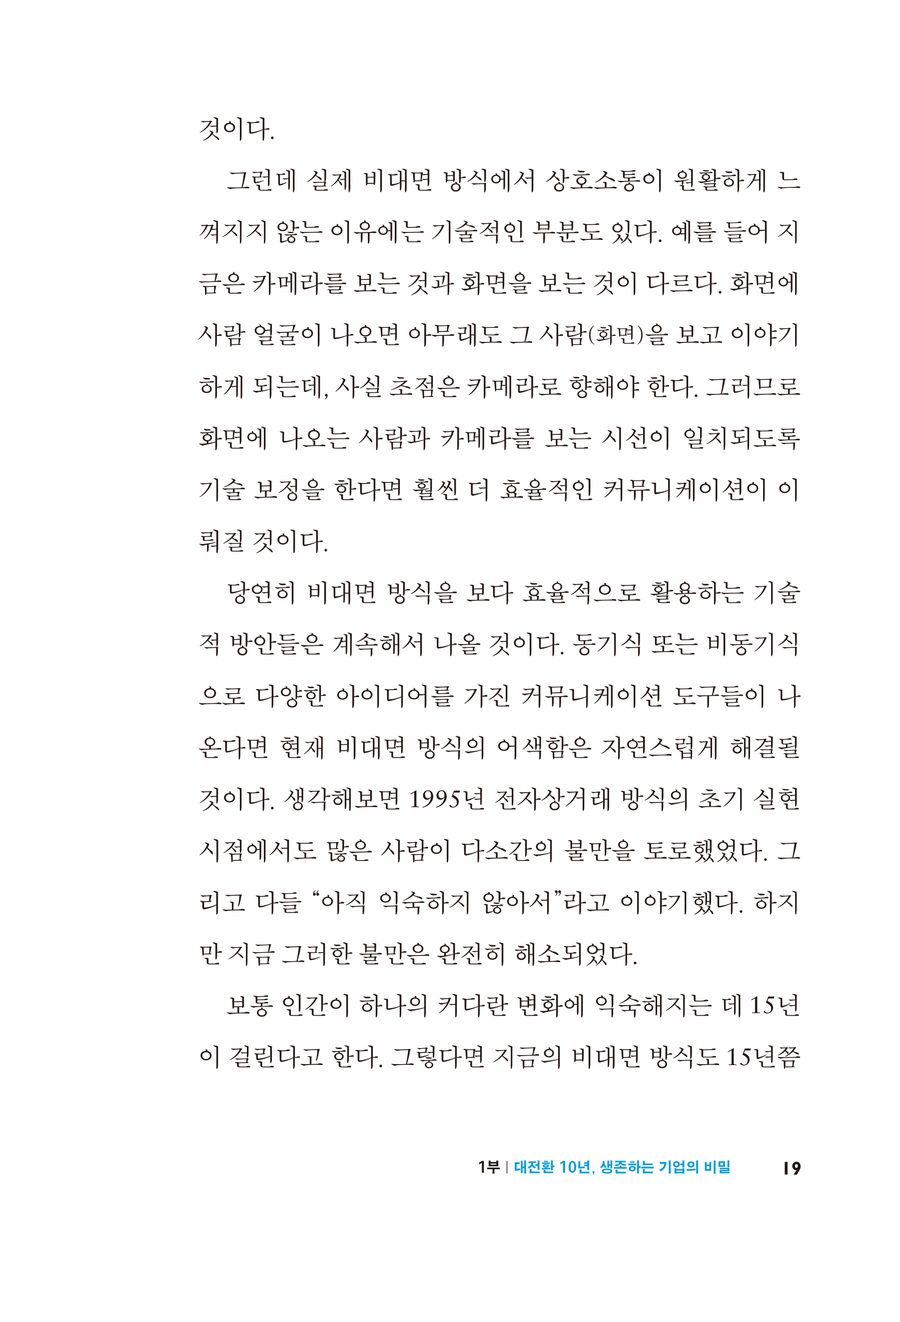 것이다.
그런데 실제 비대면 방식에서 상호소통이 원활하게 느
껴지지 않는 이유에는 기술적인 부분도 있다. 예를 들어 지
금은 카메라를 보는 것과 화면을 보는 것이 다르다. 화면에
사람 얼굴이 나오면 아무래도 그 사람(화면)을 보고 이야기
하게 되는데, 사실 초점은 카메라로 향해야 한다. 그러므로
화면에 나오는 사람과 카메라를 보는 시선이 일치되도록
기술 보정을 한다면 훨씬 더 효율적인 커뮤니케이션이 이
뤄질 것이다.
당연히 비대면 방식을 보다 효율적으로 활용하는 기술
적 방안들은 계속해서 나올 것이다. 동기식 또는 비동기식
으로 다양한 아이디어를 가진 커뮤니케이션 도구들이 나
온다면 현재 비대면 방식의 어색함은 자연스럽게 해결될
것이다. 생각해보면 1995년 전자상거래 방식의 초기 실현
시점에서도 많은 사람이 다소간의 불만을 토로했었다. 그
리고 다들 “아직 익숙하지 않아서”라고 이야기했다. 하지
만 지금 그러한 불만은 완전히 해소되었다.
보통 인간이 하나의 커다란 변화에 익숙해지는 데 15년
이 걸린다고 한다. 그렇다면 지금의 비대면 방식도 15년쯤
1부 | 대전환 10년, 생존하는 기업의 비밀 19